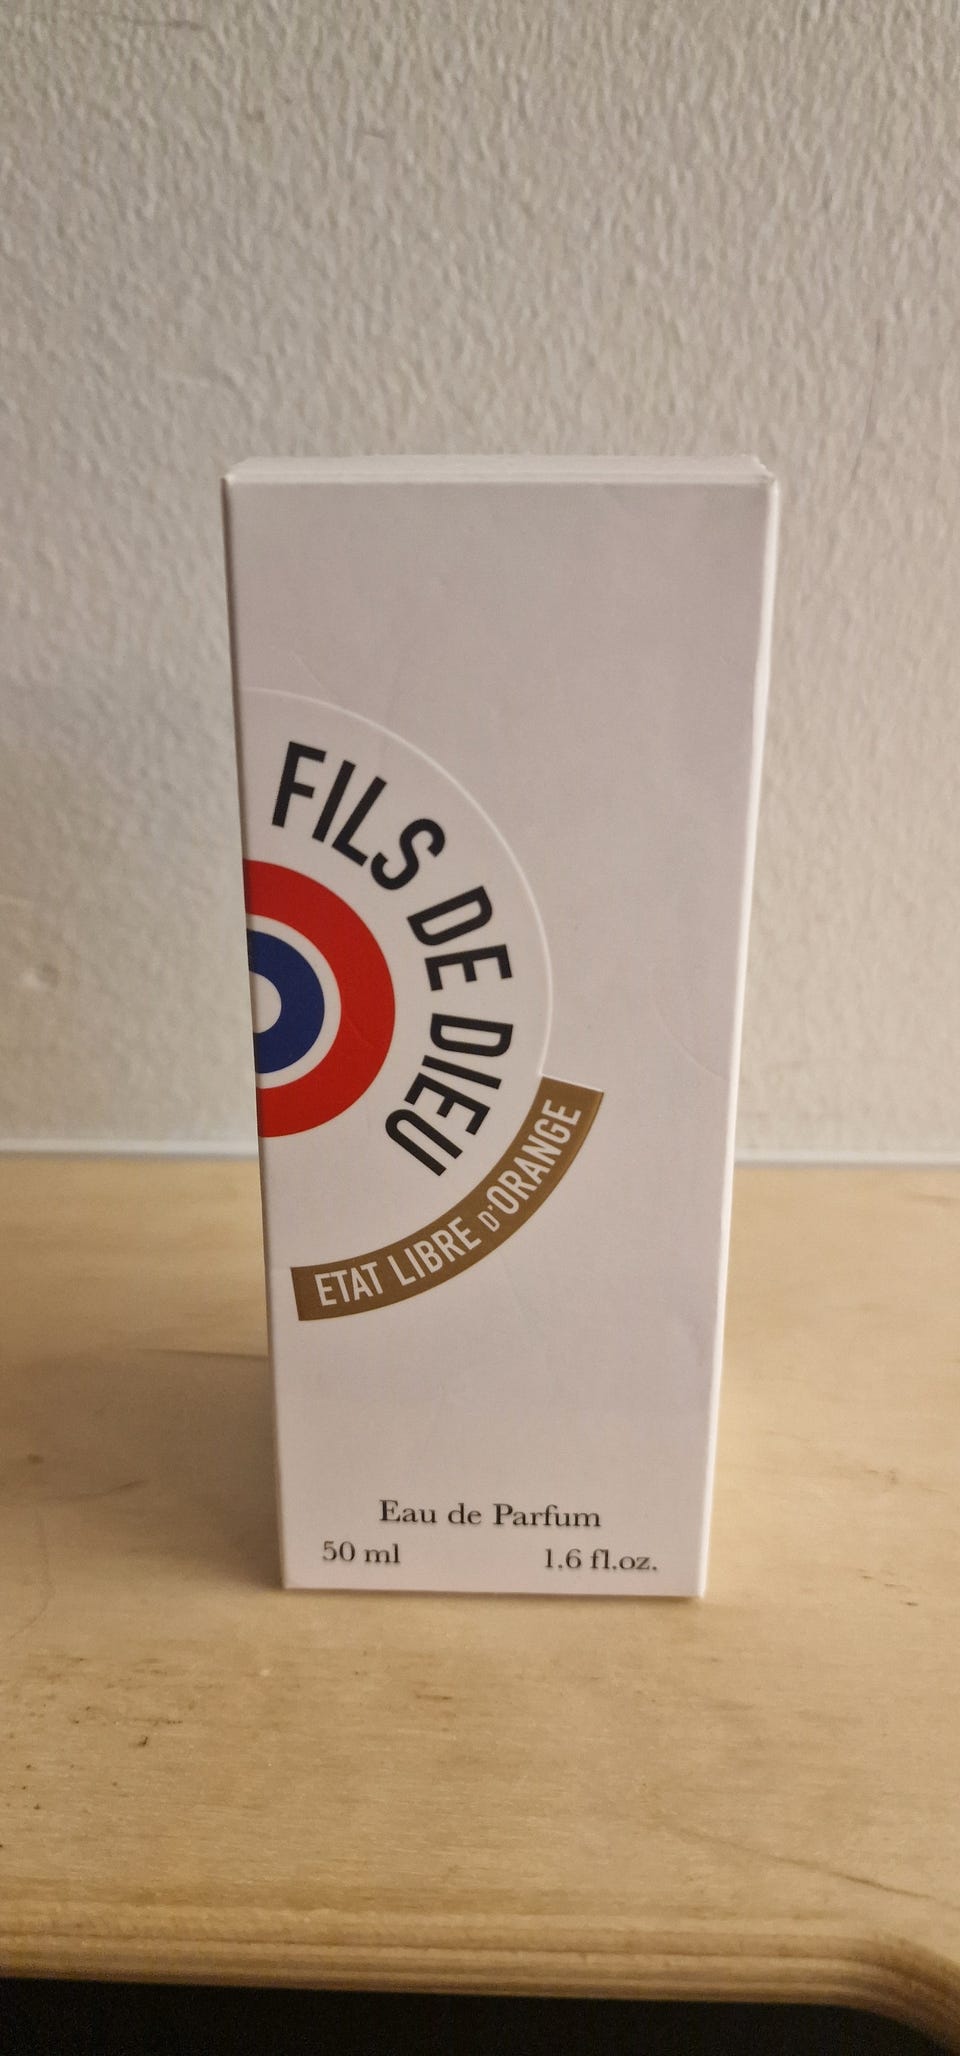 FILS DE DIEU
ETAT LIBRE D'ORANGE
Eau de Parfum
50 ml 1.6 fl.oz.